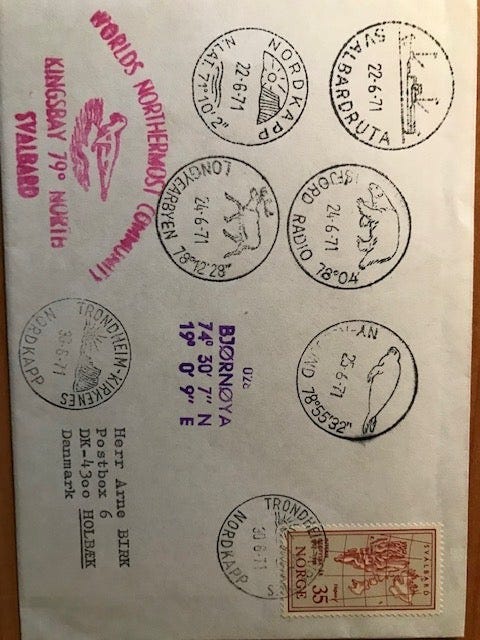 SVALBARDRUTA
22-6-71
ISFJORD RADIO 78°04'
24-6-71
25-6-71
78°55'32"
SVALBARD
NORGE 35
TRONDHEIM
30-6-71
NORDKAPP
NORDKAPP
22-6-71
N.LAT. 71°10'2"
LONGYEARBYEN
24-6-71
78°12'28"
BJØRNØYA
74° 30' 7" N
19° 0' 9" E
WORLDS NORTHERMOST COMMUNITY
KINGSBAY 79° NORTH
SVALBARD
TRONDHEIM-KIRKENES
30-6-71
NORDKAPP
Herr Arne BIRK
Postbox 6
DK-4300 HOLBÆK
Danmark